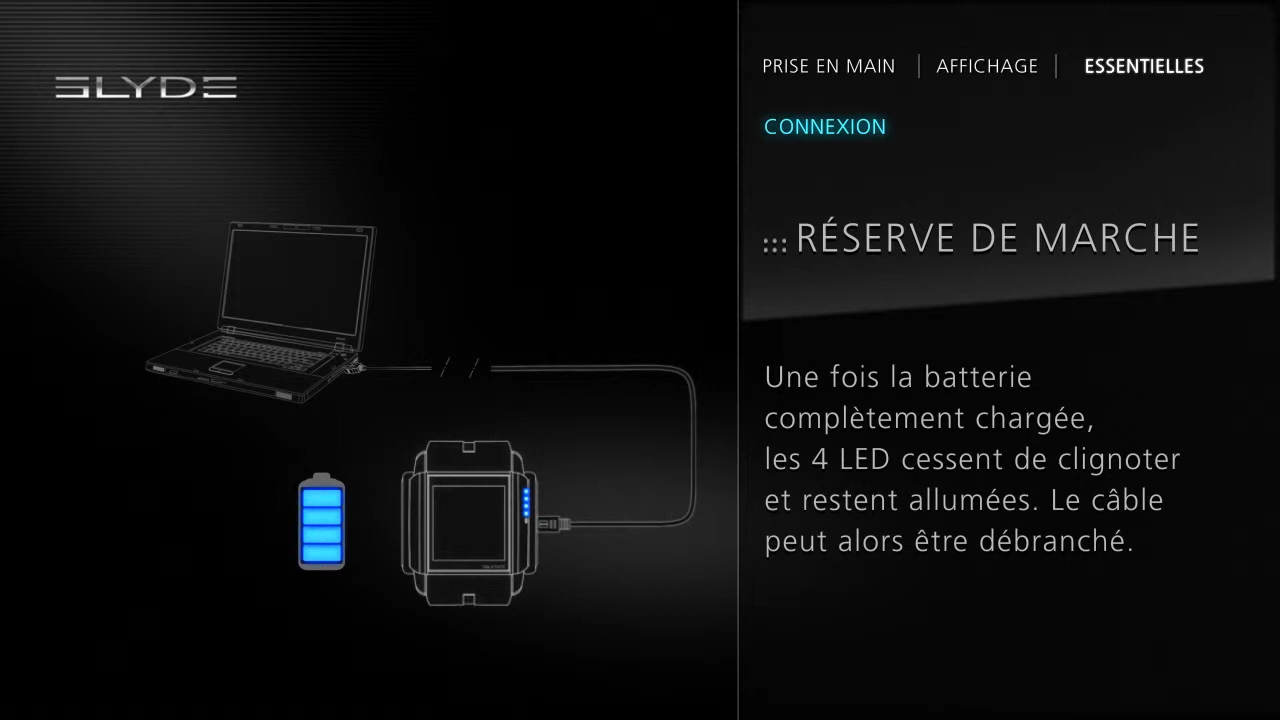 SLYDE
PRISE EN MAIN | AFFICHAGE | ESSENTIELLES
CONNEXION
RÉSERVE DE MARCHE
Une fois la batterie
complètement chargée,
les 4 LED cessent de clignoter
et restent allumées. Le câble
peut alors être débranché.